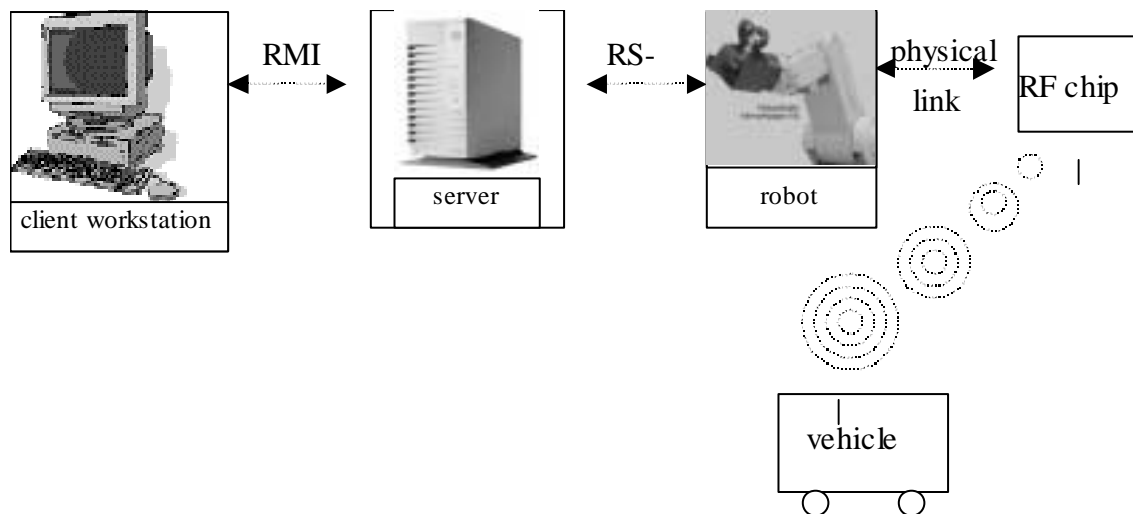 RMI
RS-
physical
link
RF chip
client workstation
server
robot
vehicle